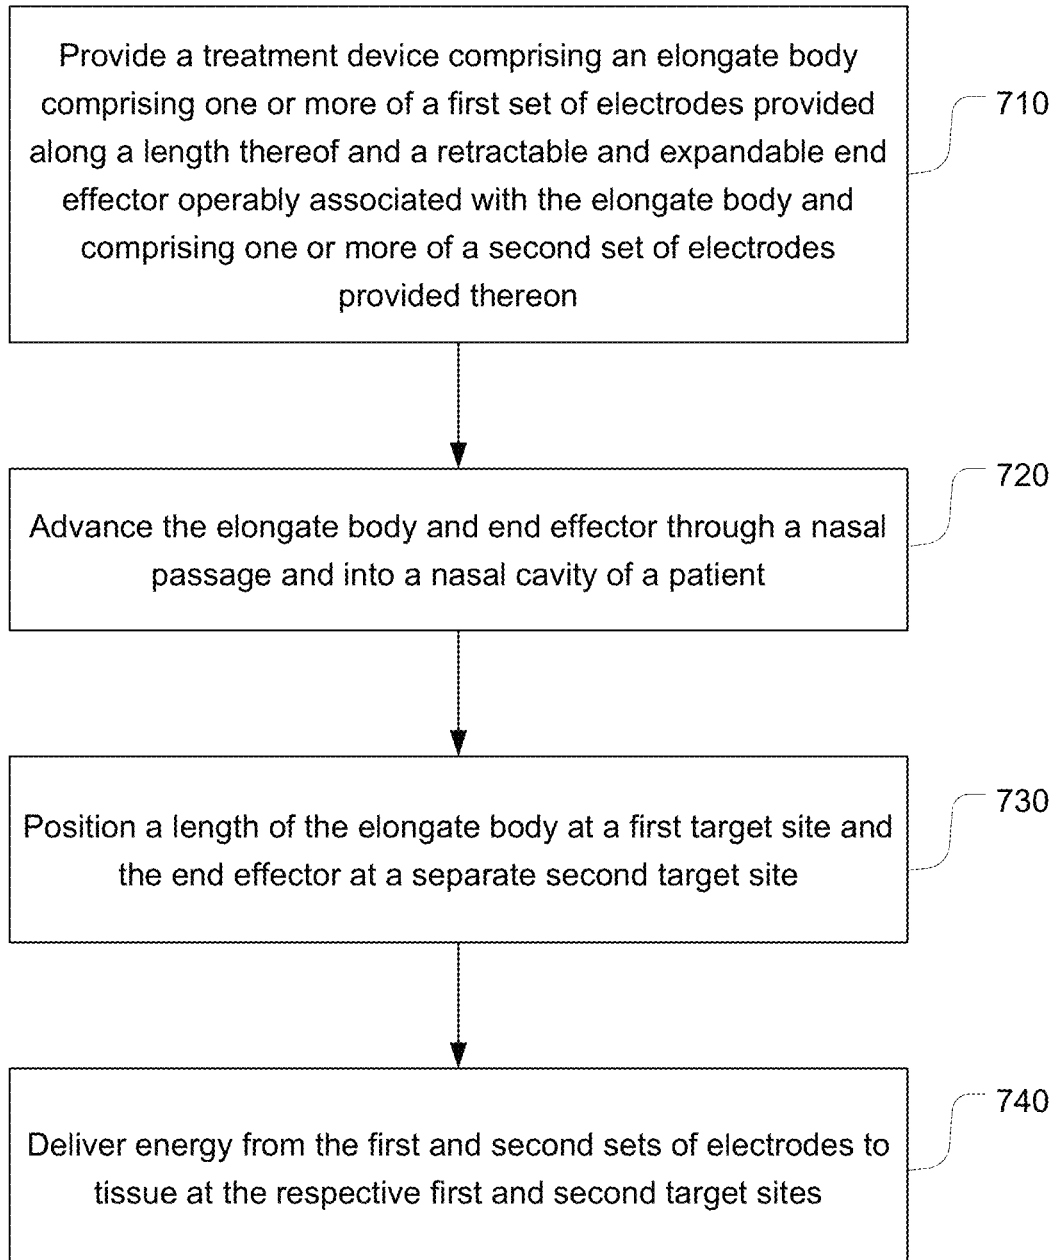 Provide a treatment device comprising an elongate body
comprising one or more of a first set of electrodes provided
along a length thereof and a retractable and expandable end
effector operably associated with the elongate body and
comprising one or more of a second set of electrodes
provided thereon
710
Advance the elongate body and end effector through a nasal
passage and into a nasal cavity of a patient
720
Position a length of the elongate body at a first target site and
the end effector at a separate second target site
730
Deliver energy from the first and second sets of electrodes to
tissue at the respective first and second target sites
740